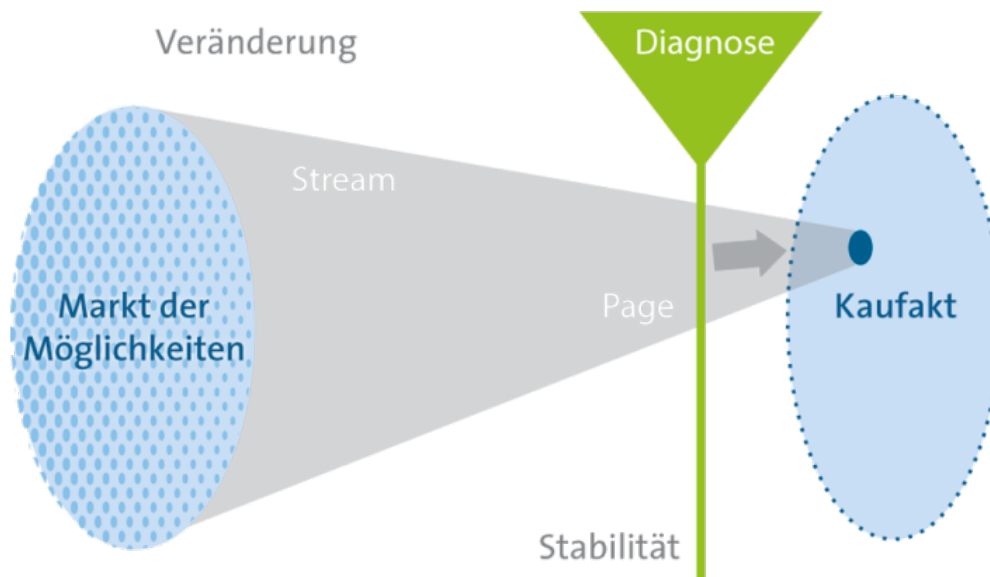 Veränderung
Diagnose
Stream
Markt der
Möglichkeiten
Page
Kaufakt
Stabilität